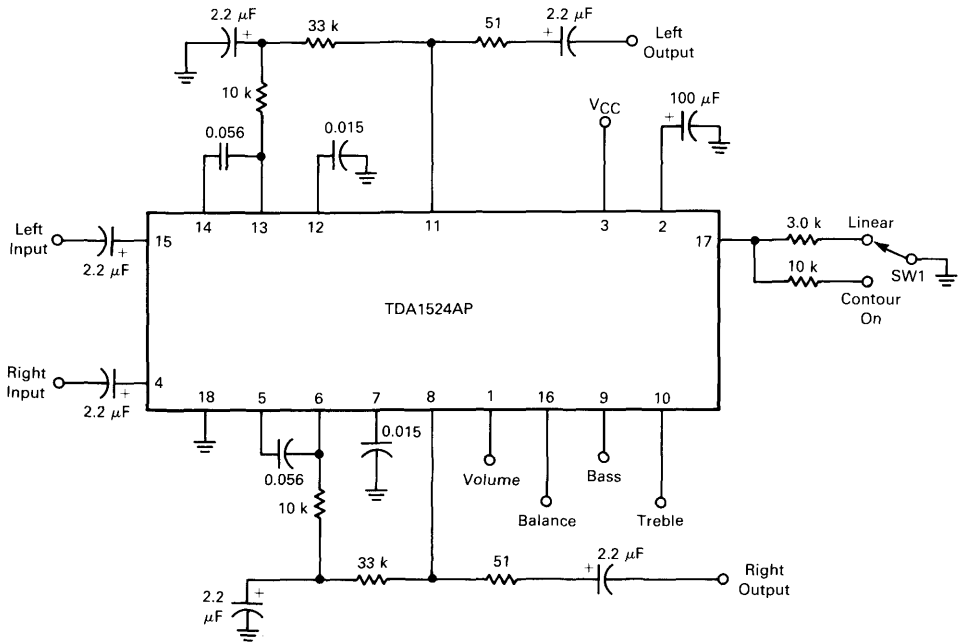 2.2 μF
+
33 k
51
2.2 μF
+
Left
Output
10 k
VCC
100 μF
+
0.056
0.015
14
13
12
11
3
2
Left
Input
15
+
2.2 μF
17
3.0 k
Linear
10 k
SW1
Contour
On
TDA1524AP
Right
Input
4
+
2.2 μF
18
5
6
7
8
1
16
9
10
0.015
0.056
Volume
Bass
10 k
Balance
Treble
33 k
51
2.2 μF
+
Right
Output
2.2
μF
+